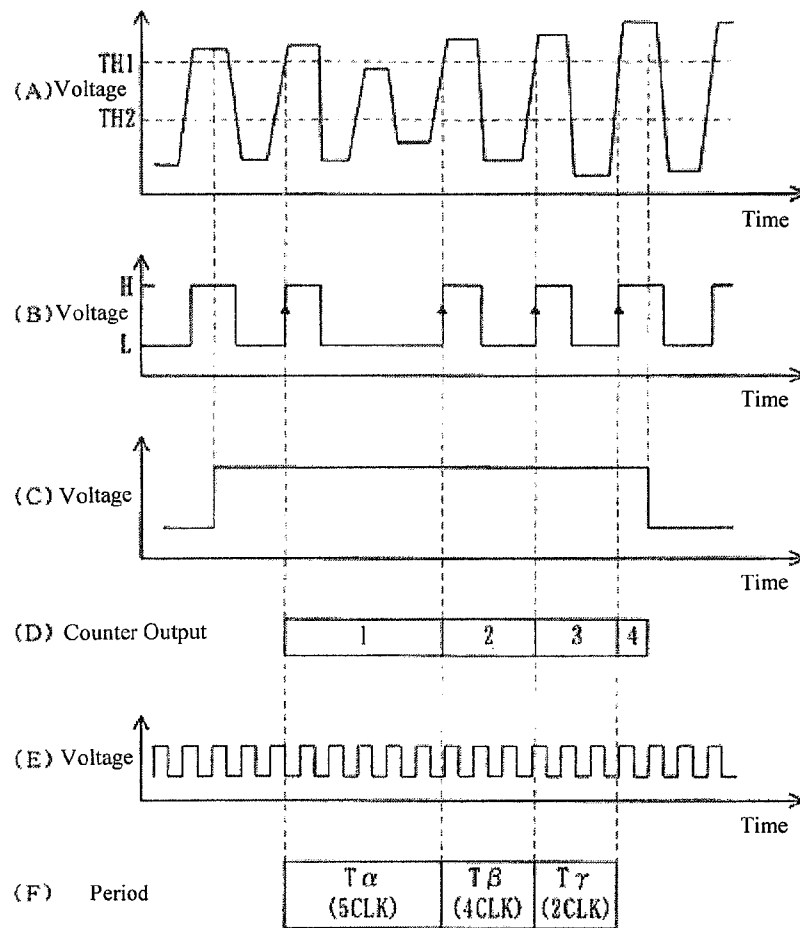 TH1
(A) Voltage
TH2
Time
H
(B) Voltage
L
Time
(C) Voltage
Time
(D) Counter Output 1 2 3 4
(E) Voltage
Time
(F) Period Tα (5CLK) Tβ (4CLK) Tγ (2CLK)